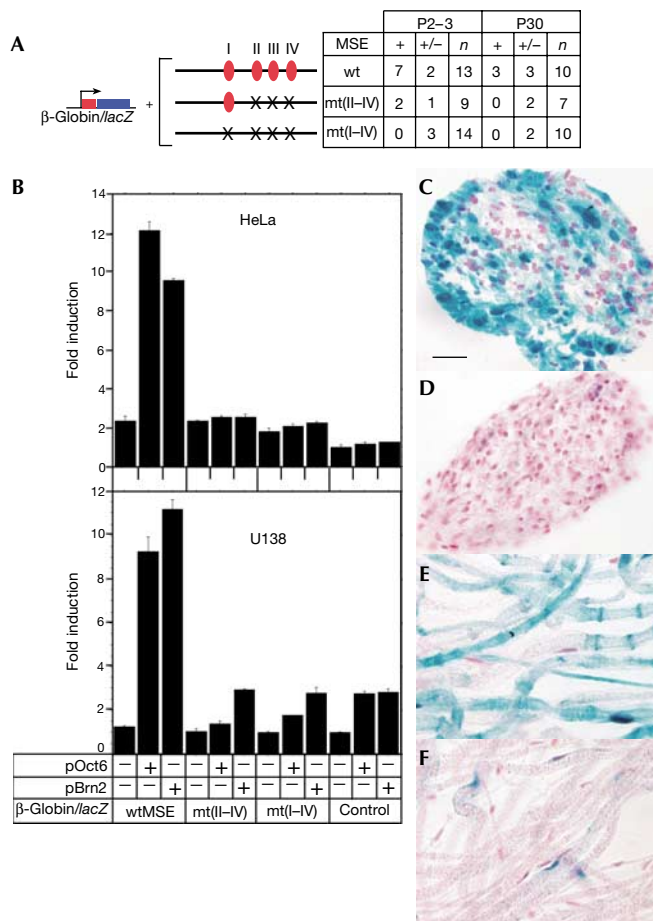 A
I II III IV
β-Globin/lacZ +
P2–3 P30
MSE + +/– n + +/– n
wt 7 2 13 3 3 10
mt(II–IV) 2 1 9 0 2 7
mt(I–IV) 0 3 14 0 2 10
X X X
X X X X
B
14
12
10
8
6
4
2
0
Fold induction
HeLa
12
10
8
6
4
2
0
Fold induction
U138
pOct6 – + – – + – – + – – + –
pBrn2 – – + – – + – – + – – +
β-Globin/lacZ wtMSE mt(II–IV) mt(I–IV) Control
C
D
E
F